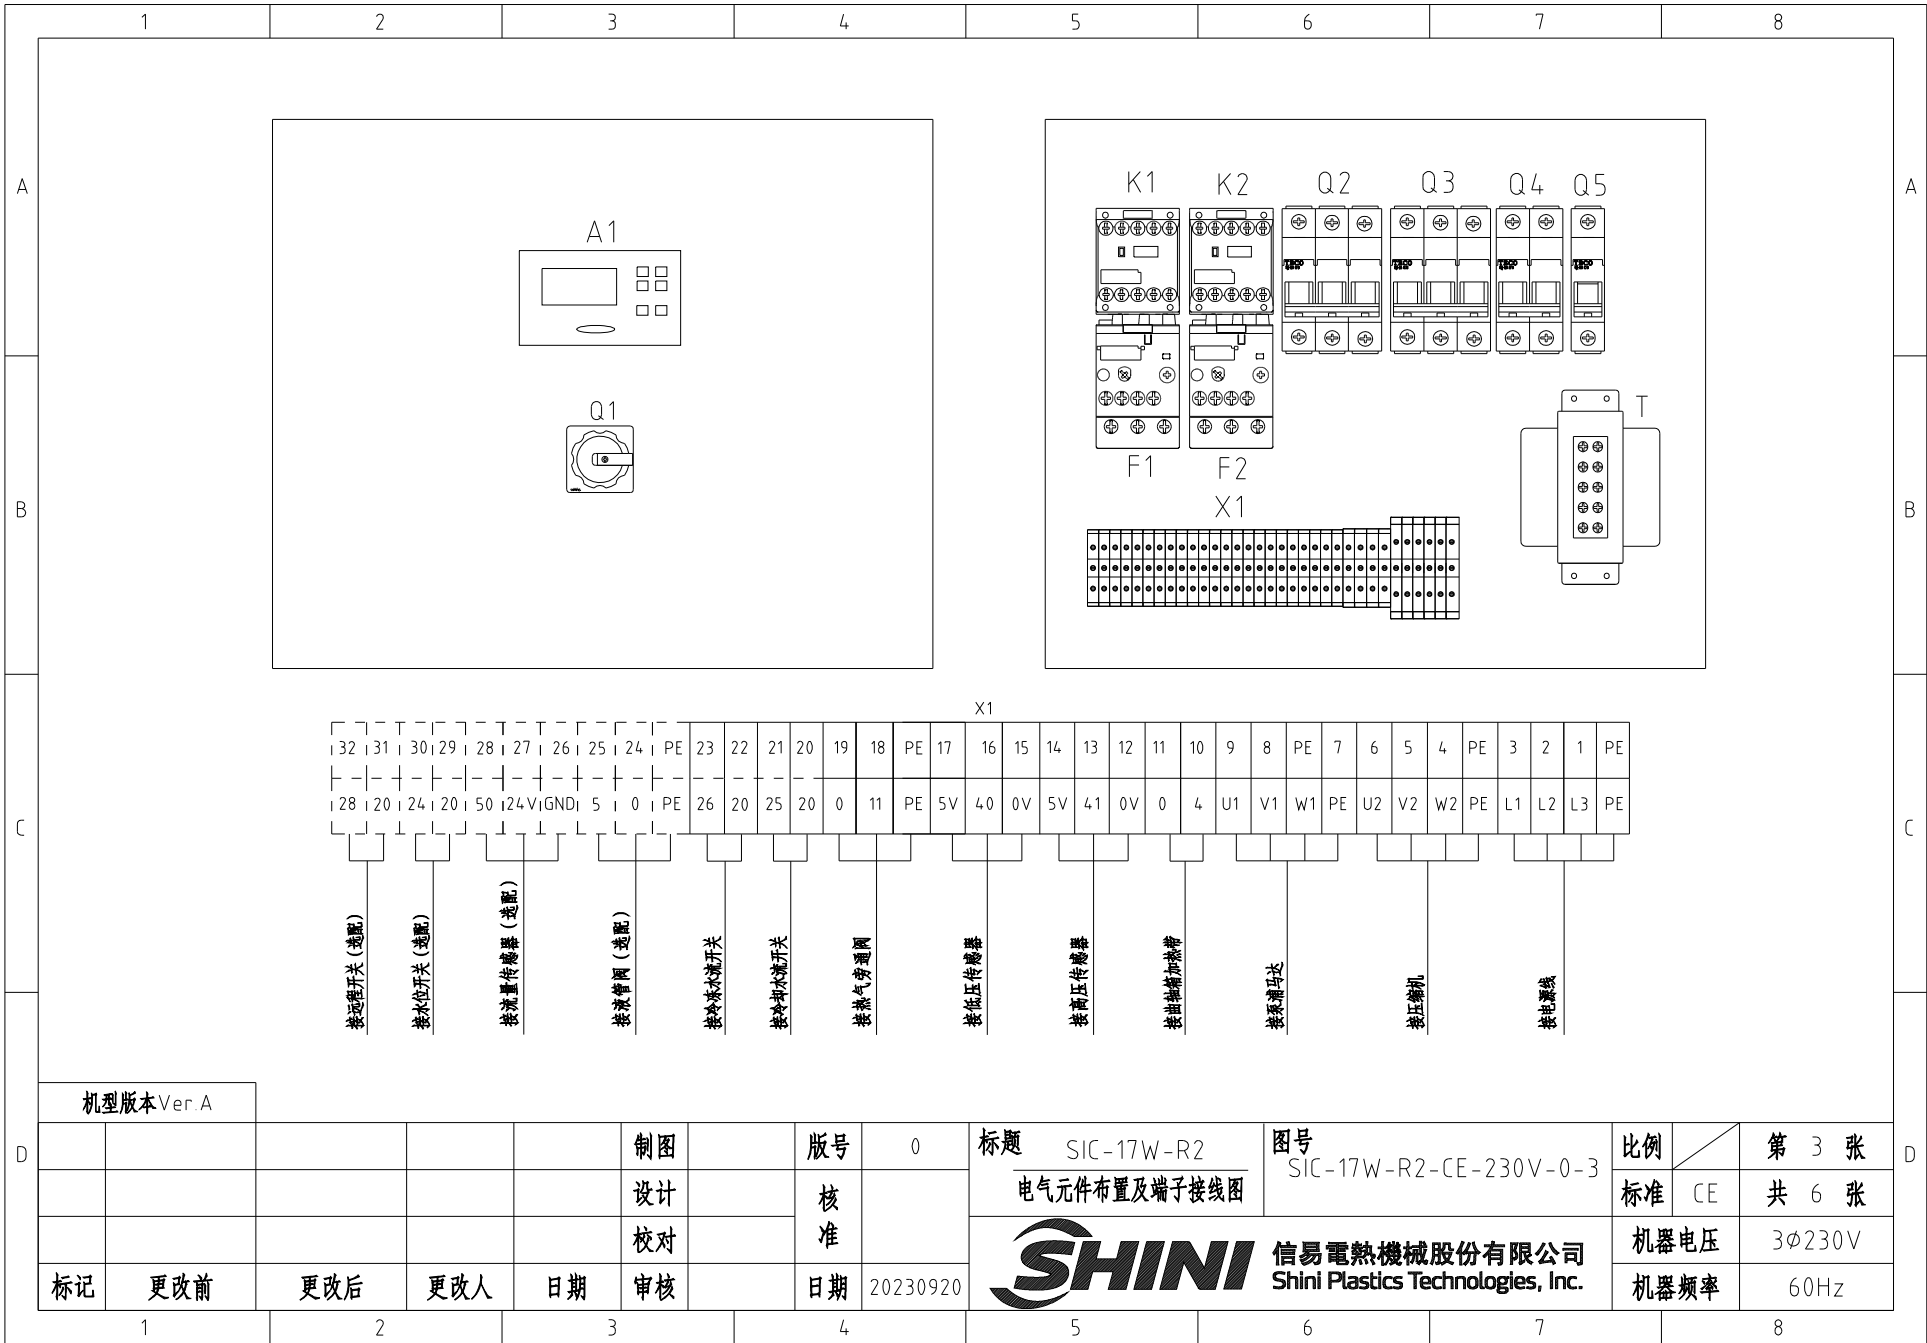 1 2 3 4 5 6 7 8
A A
K1 K2 Q2 Q3 Q4 Q5
A1
TECO TECO TECO TECO
Q1
T
F1 F2
B B
X1
X1
32 31 30 29 28 27 26 25 24 PE 23 22 21 20 19 18 PE 17 16 15 14 13 12 11 10 9 8 PE 7 6 5 4 PE 3 2 1 PE
28 20 24 20 50 24V GND 5 0 PE 26 20 25 20 0 11 PE 5V 40 0V 5V 41 0V 0 4 U1 V1 W1 PE U2 V2 W2 PE L1 L2 L3 PE
C C
接远程开关(选配)
接水位开关(选配)
接流量传感器(选配)
接液管阀(选配)
接冷冻水流开关
接冷却水流开关
接热气旁通阀
接低压传感器
接高压传感器
接曲轴箱加热带
接泵浦马达
接压缩机
接电源线
机型版本Ver.A
D D
制图 版号 0 标题 SIC-17W-R2 图号 SIC-17W-R2-CE-230V-0-3 比例 第 3 张
设计 核准 电气元件布置及端子接线图 标准 CE 共 6 张
校对 SHINI 信易電熱機械股份有限公司 机器电压 3Φ230V
Shini Plastics Technologies, Inc.
标记 更改前 更改后 更改人 日期 审核 日期 20230920 机器频率 60Hz
1 2 3 4 5 6 7 8